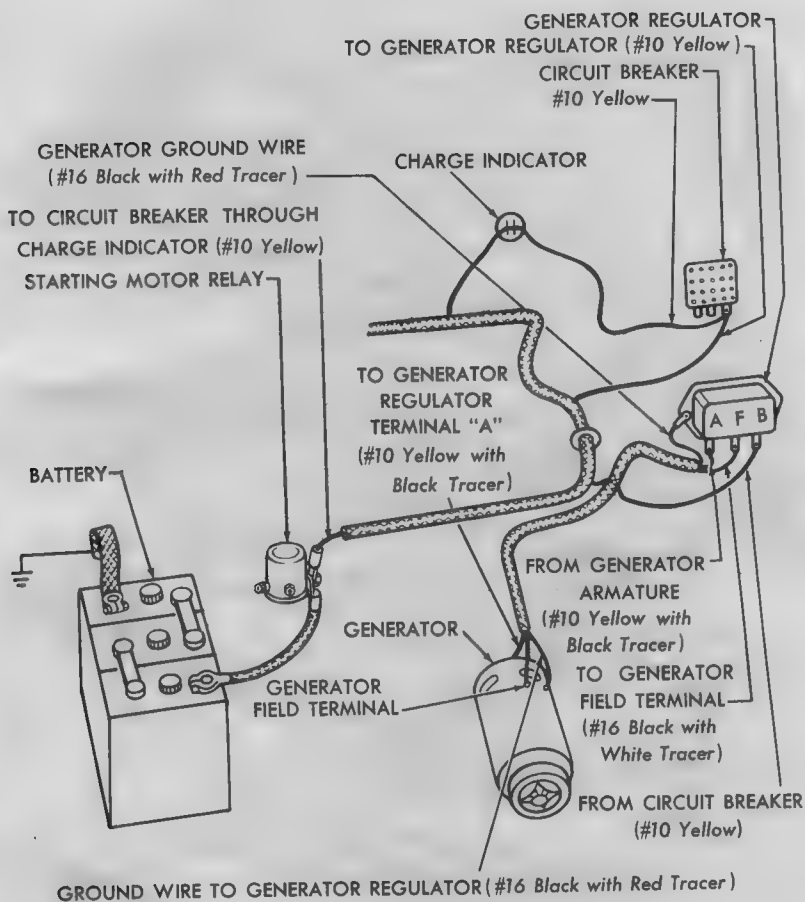 GENERATOR REGULATOR
TO GENERATOR REGULATOR (#10 Yellow)
CIRCUIT BREAKER
#10 Yellow
GENERATOR GROUND WIRE
(#16 Black with Red Tracer)
CHARGE INDICATOR
TO CIRCUIT BREAKER THROUGH
CHARGE INDICATOR (#10 Yellow)
STARTING MOTOR RELAY
TO GENERATOR
REGULATOR
TERMINAL "A"
(#10 Yellow with
Black Tracer)
A F B
BATTERY
FROM GENERATOR
ARMATURE
(#10 Yellow with
Black Tracer)
GENERATOR
GENERATOR
FIELD TERMINAL
TO GENERATOR
FIELD TERMINAL
(#16 Black with
White Tracer)
FROM CIRCUIT BREAKER
(#10 Yellow)
GROUND WIRE TO GENERATOR REGULATOR (#16 Black with Red Tracer)